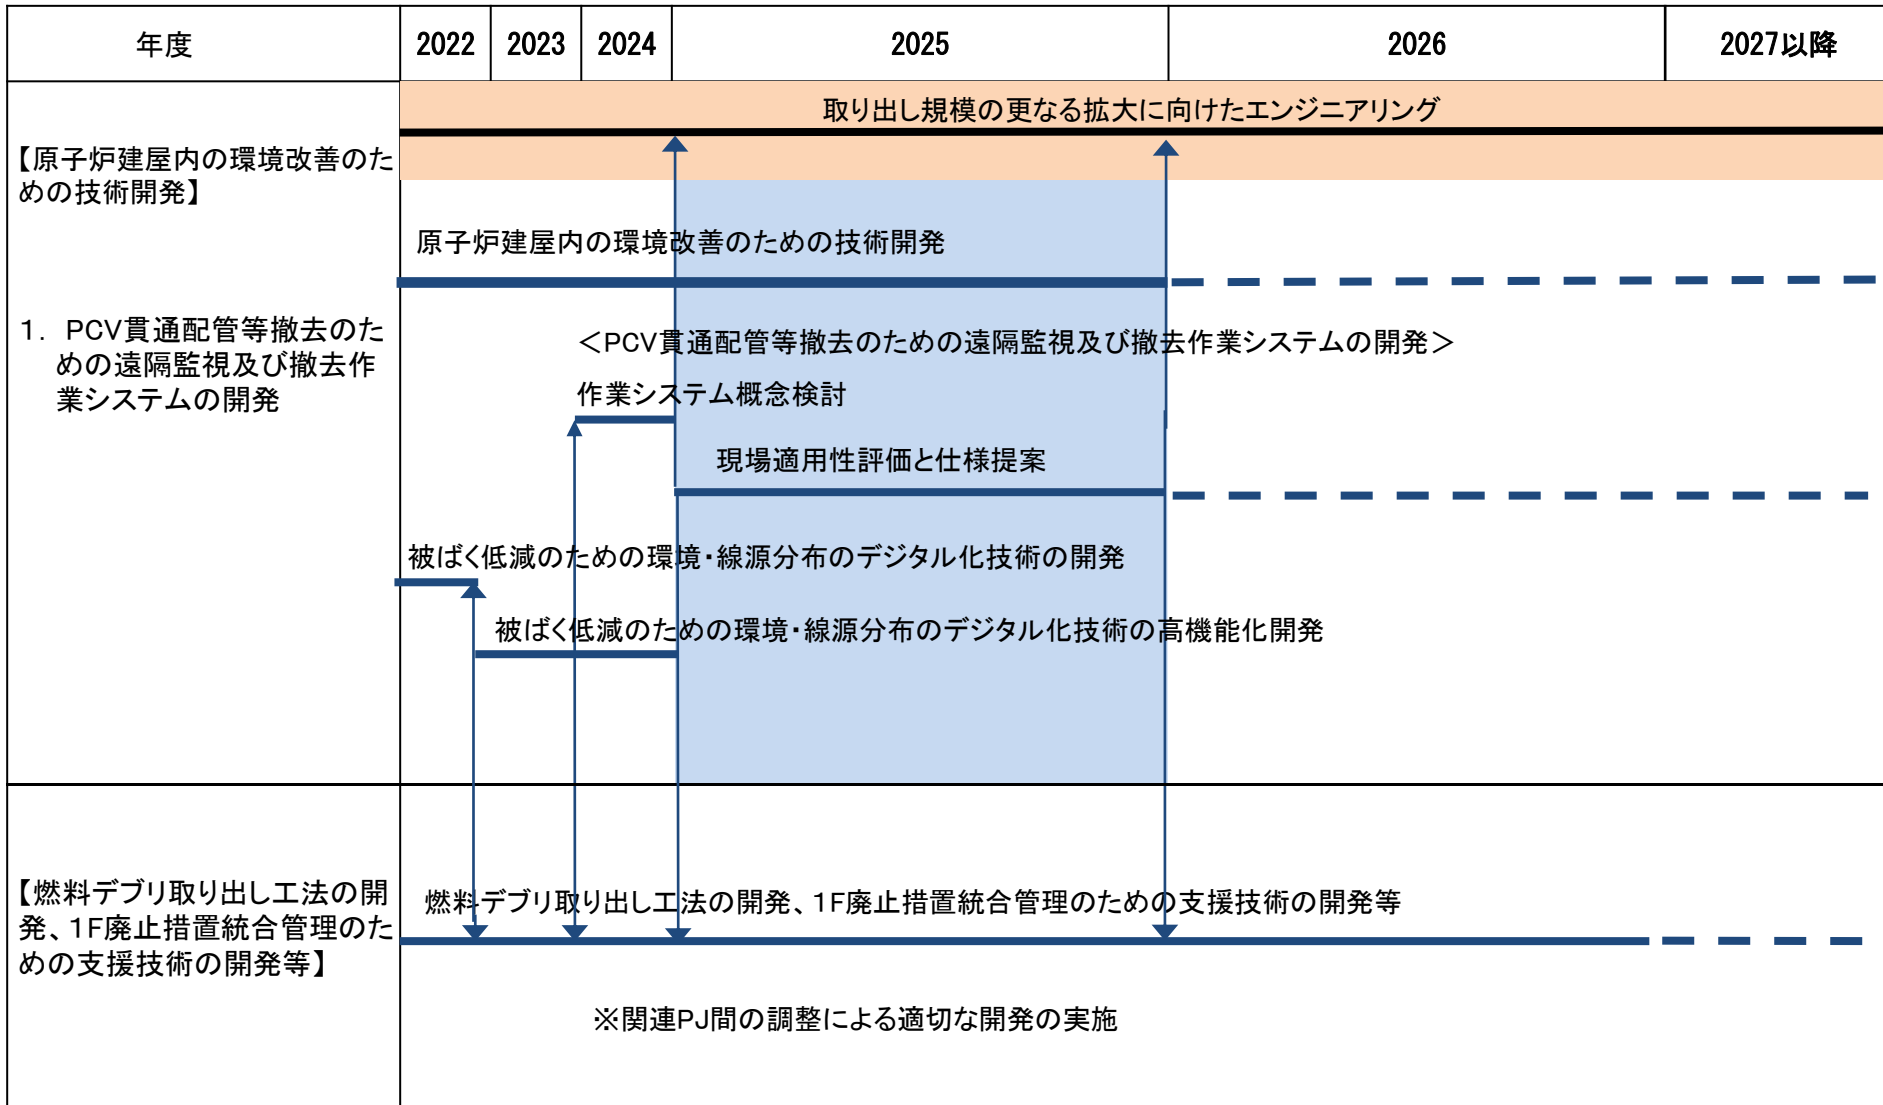 年度
2022
2023
2024
2025
2026
2027以降
取り出し規模の更なる拡大に向けたエンジニアリング
【原子炉建屋内の環境改善のた
めの技術開発】
原子炉建屋内の環境改善のための技術開発
1. PCV貫通配管等撤去のた
めの遠隔監視及び撤去作
業システムの開発
＜PCV貫通配管等撤去のための遠隔監視及び撤去作業システムの開発＞
作業システム概念検討
現場適用性評価と仕様提案
被ばく低減のための環境・線源分布のデジタル化技術の開発
被ばく低減のための環境・線源分布のデジタル化技術の高機能化開発
【燃料デブリ取り出し工法の開
発、1F廃止措置統合管理のた
めの支援技術の開発等】
燃料デブリ取り出し工法の開発、1F廃止措置統合管理のための支援技術の開発等
※関連PJ間の調整による適切な開発の実施